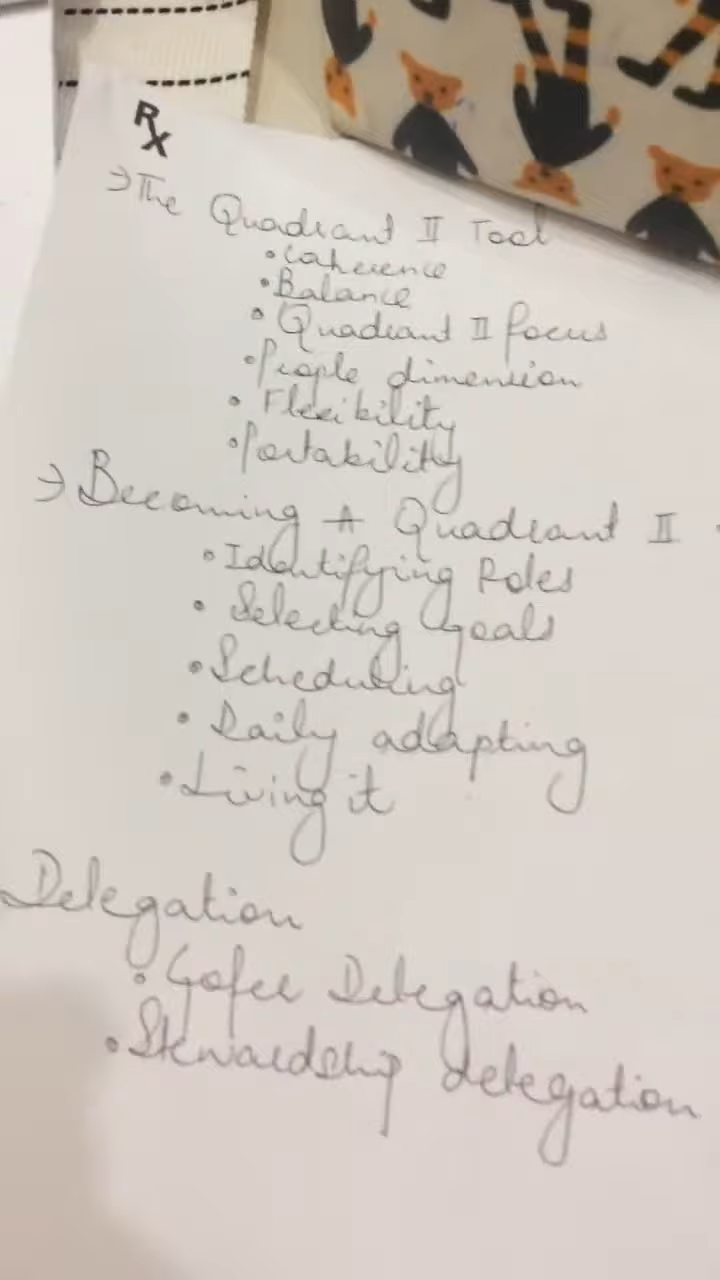 Rx
→ The Quadrant II Tool
• Coherence
• Balance
• Quadrant II focus
• People dimension
• Flexibility
• Portability
→ Becoming A Quadrant II
• Identifying Roles
• Selecting goals
• Scheduling
• Daily adapting
• Living it
Delegation
• Gofer Delegation
• Stewardship delegation